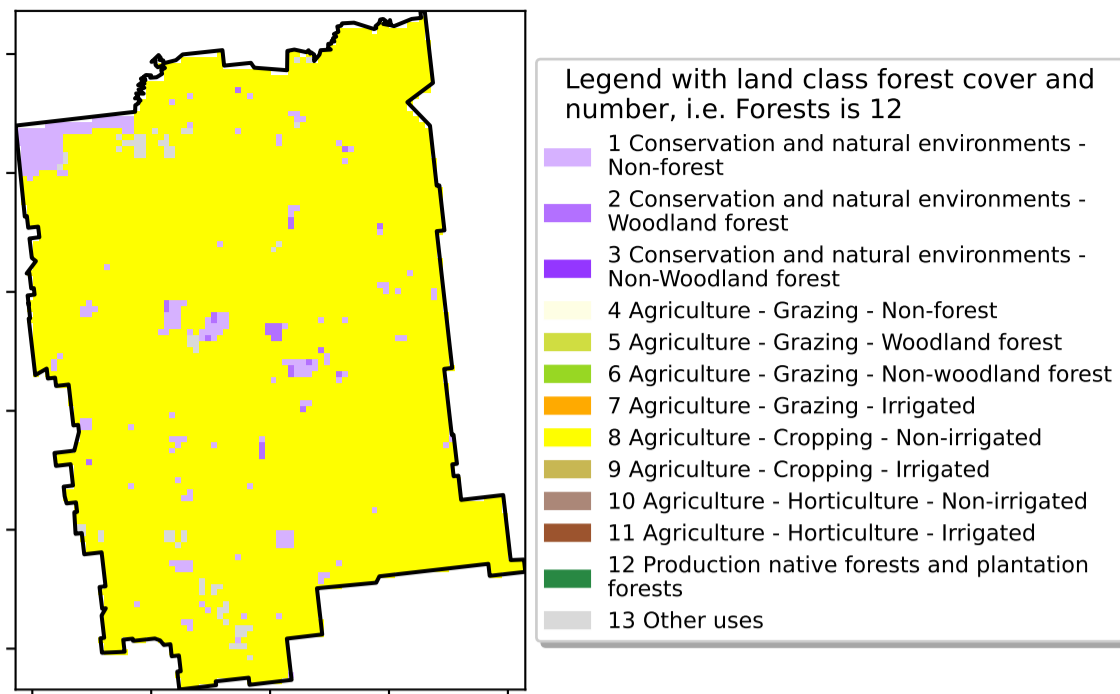 Legend with land class forest cover and
number, i.e. Forests is 12
1 Conservation and natural environments -
Non-forest
2 Conservation and natural environments -
Woodland forest
3 Conservation and natural environments -
Non-Woodland forest
4 Agriculture - Grazing - Non-forest
5 Agriculture - Grazing - Woodland forest
6 Agriculture - Grazing - Non-woodland forest
7 Agriculture - Grazing - Irrigated
8 Agriculture - Cropping - Non-irrigated
9 Agriculture - Cropping - Irrigated
10 Agriculture - Horticulture - Non-irrigated
11 Agriculture - Horticulture - Irrigated
12 Production native forests and plantation
forests
13 Other uses